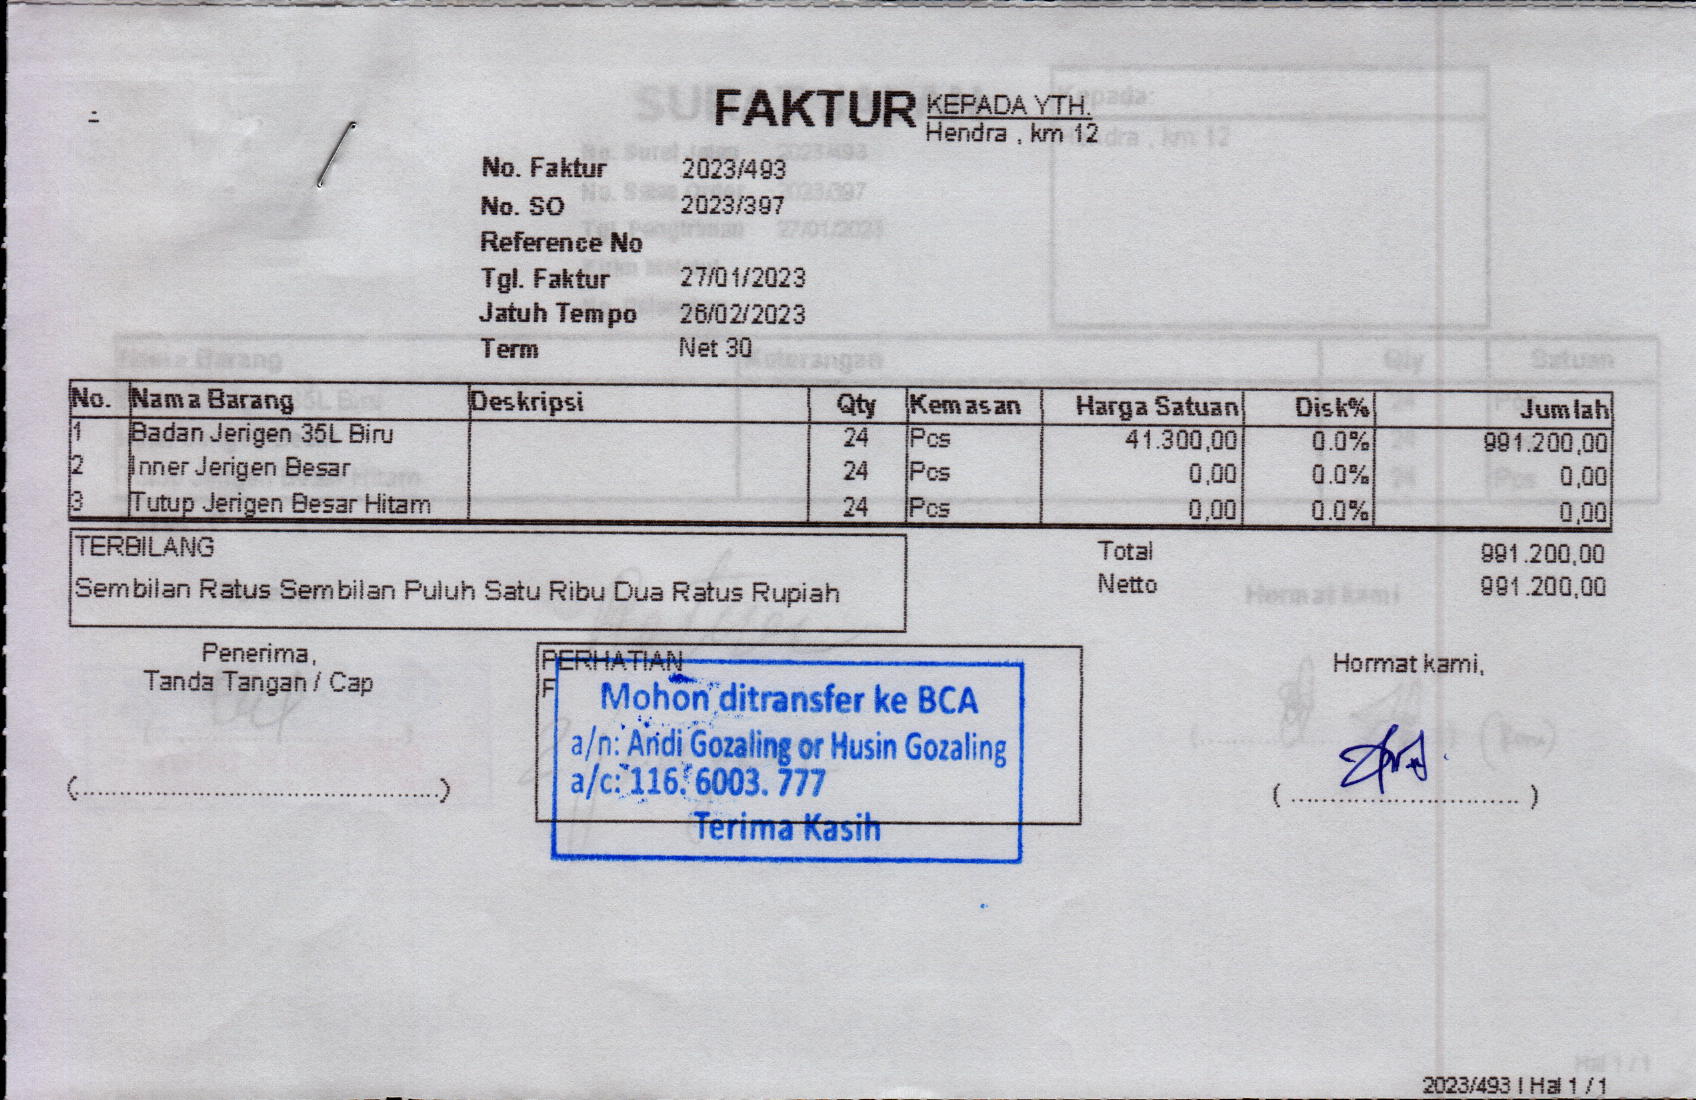 FAKTUR
KEPADA YTH.
Hendra , km 12
No. Faktur 2023/493
No. SO 2023/397
Reference No
Tgl. Faktur 27/01/2023
Jatuh Tempo 26/02/2023
Term Net 30
No. Nama Barang Deskripsi Qty Kemasan Harga Satuan Disk% Jumlah
1 Badan Jerigen 35L Biru 24 Pcs 41.300,00 0.0% 991.200,00
2 Inner Jerigen Besar 24 Pcs 0,00 0.0% 0,00
3 Tutup Jerigen Besar Hitam 24 Pcs 0,00 0.0% 0,00
TERBILANG
Sembilan Ratus Sembilan Puluh Satu Ribu Dua Ratus Rupiah
Total 991.200,00
Netto 991.200,00
Penerima,
Tanda Tangan / Cap
(........................................)
PERHATIAN
Mohon ditransfer ke BCA
a/n: Andi Gozaling or Husin Gozaling
a/c: 116. 6003. 777
Terima Kasih
Hormat kami,
( ............................ )
2023/493 | Hal 1 / 1